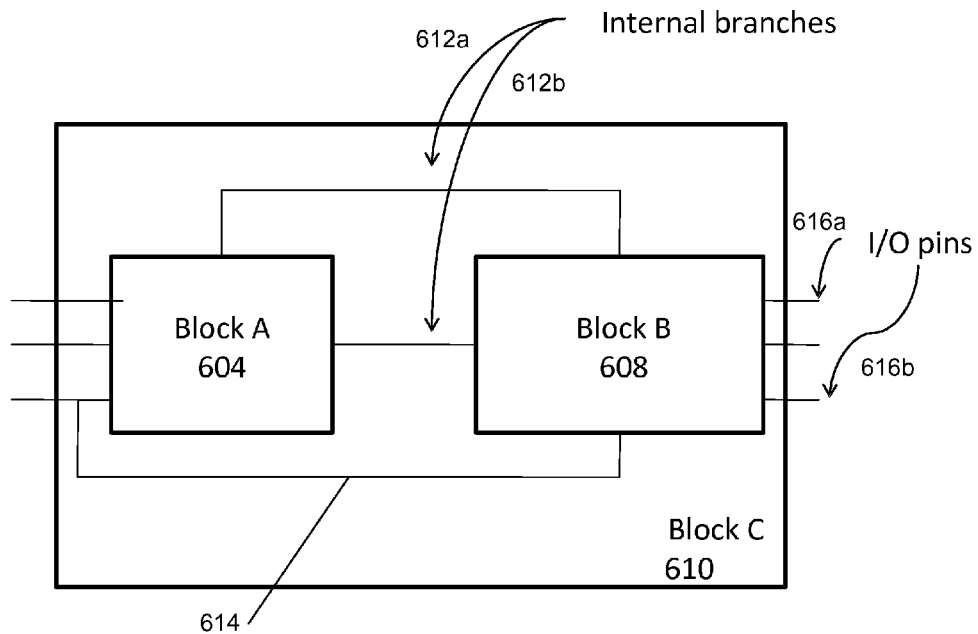 Internal branches
612a
612b
616a
I/O pins
Block A
604
Block B
608
616b
Block C
610
614